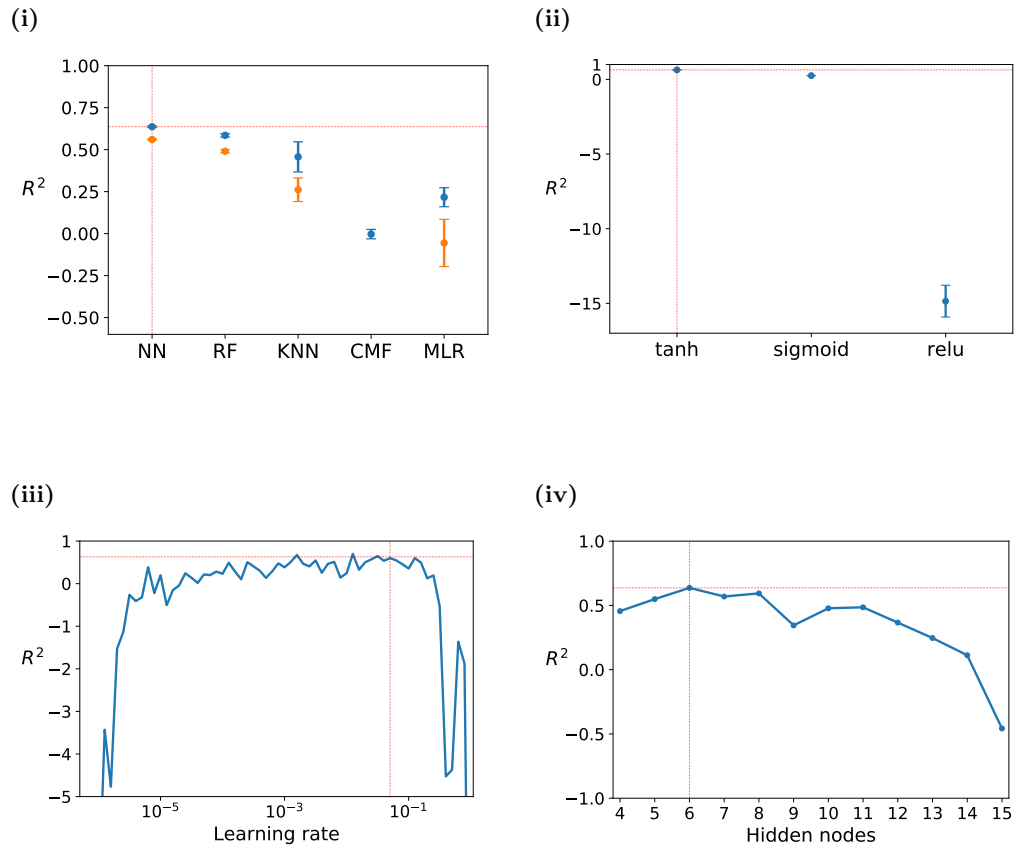 (i)
1.00
0.75
0.50
0.25
0.00
−0.25
−0.50
R²
NN RF KNN CMF MLR
(ii)
1
0
−5
−10
−15
R²
tanh sigmoid relu
(iii)
1
0
−1
−2
−3
−4
−5
R²
10⁻⁵ 10⁻³ 10⁻¹
Learning rate
(iv)
1.0
0.5
0.0
−0.5
−1.0
R²
4 5 6 7 8 9 10 11 12 13 14 15
Hidden nodes